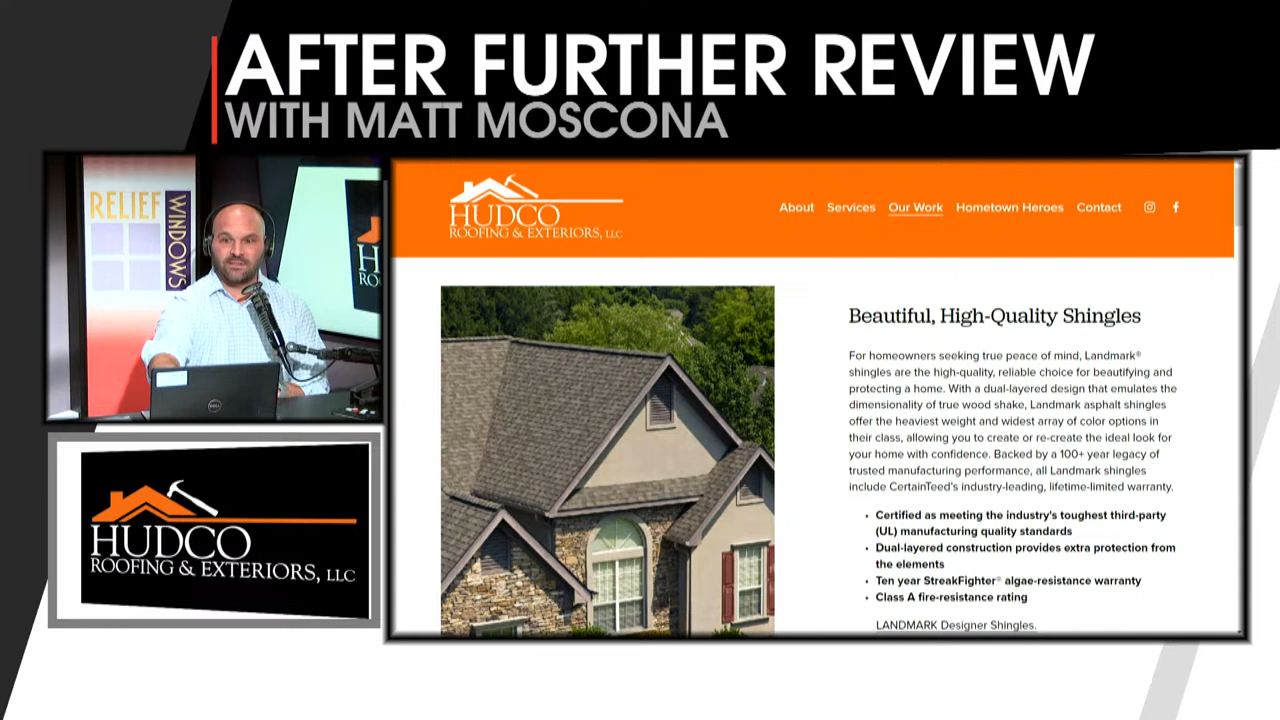 AFTER FURTHER REVIEW
WITH MATT MOSCONA
RELIEF
WINDOWS
H
RO
DELL
HUDCO
ROOFING & EXTERIORS, LLC
About Services Our Work Hometown Heroes Contact
Beautiful, High-Quality Shingles
For homeowners seeking true peace of mind, Landmark®
shingles are the high-quality, reliable choice for beautifying and
protecting a home. With a dual-layered design that emulates the
dimensionality of true wood shake, Landmark asphalt shingles
offer the heaviest weight and widest array of color options in
their class, allowing you to create or re-create the ideal look for
your home with confidence. Backed by a 100+ year legacy of
trusted manufacturing performance, all Landmark shingles
include CertainTeed's industry-leading, lifetime-limited warranty.
• Certified as meeting the industry's toughest third-party
(UL) manufacturing quality standards
• Dual-layered construction provides extra protection from
the elements
• Ten year StreakFighter® algae-resistance warranty
• Class A fire-resistance rating
LANDMARK Designer Shingles.
HUDCO
ROOFING & EXTERIORS, LLC